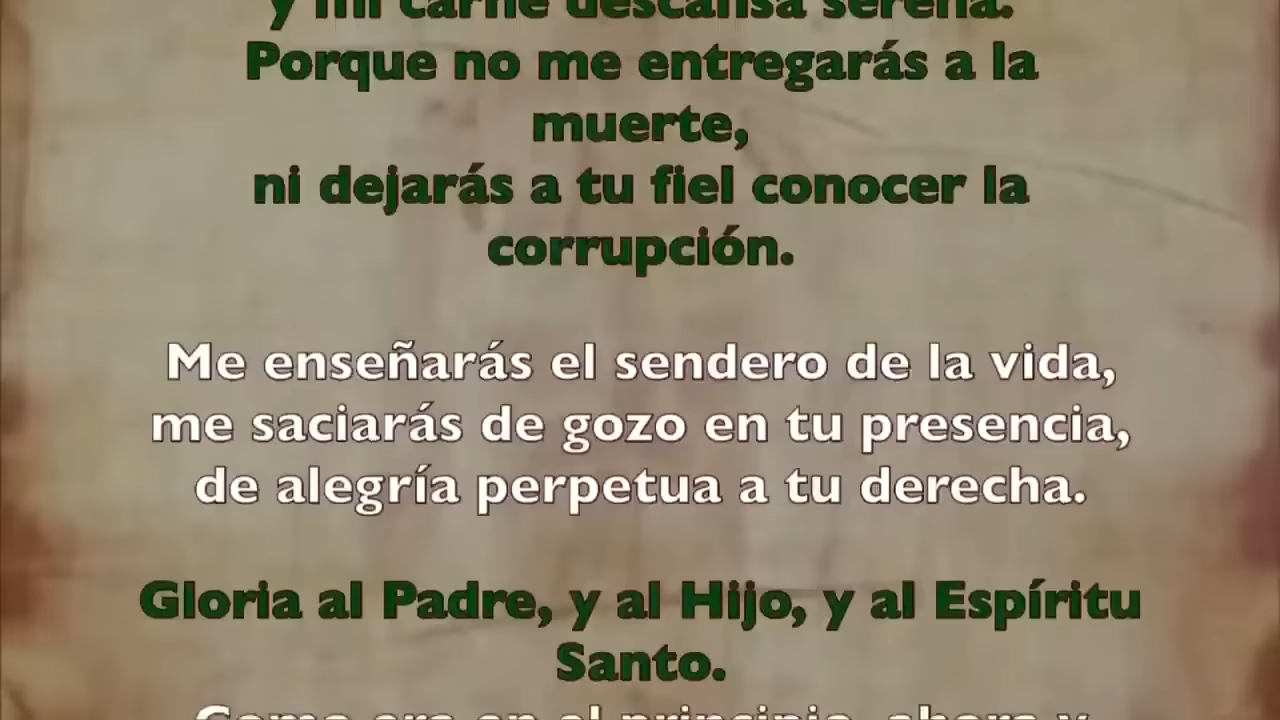 y mi carne descansa serena.
Porque no me entregarás a la
muerte,
ni dejarás a tu fiel conocer la
corrupción.
Me enseñarás el sendero de la vida,
me saciarás de gozo en tu presencia,
de alegría perpetua a tu derecha.
Gloria al Padre, y al Hijo, y al Espíritu
Santo.
Como era en el principio, ahora y